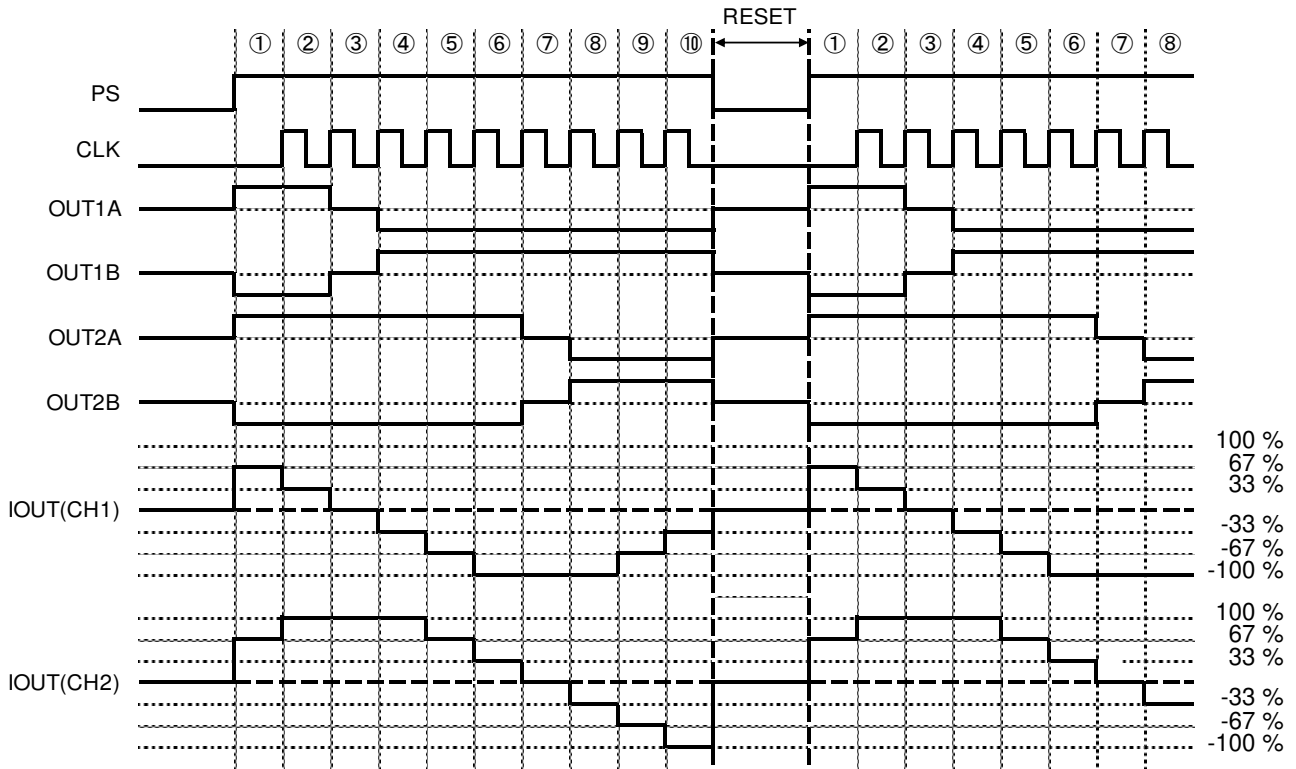 RESET
① ② ③ ④ ⑤ ⑥ ⑦ ⑧ ⑨ ⑩ ① ② ③ ④ ⑤ ⑥ ⑦ ⑧
PS
CLK
OUT1A
OUT1B
OUT2A
OUT2B
100 %
67 %
33 %
IOUT(CH1)
-33 %
-67 %
-100 %
100 %
67 %
33 %
IOUT(CH2)
-33 %
-67 %
-100 %